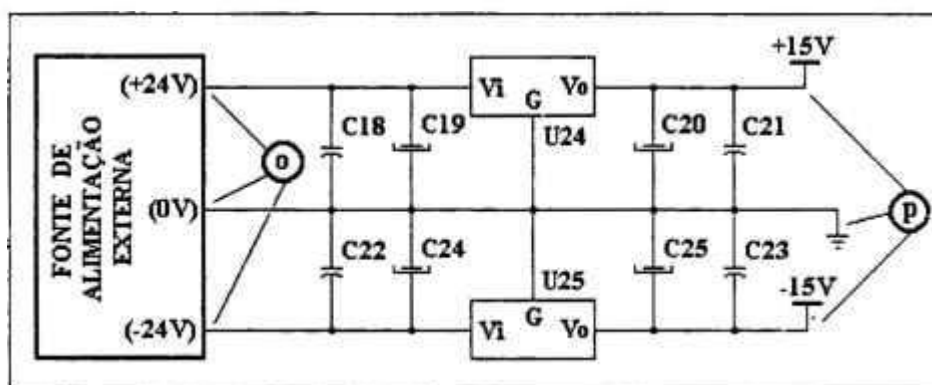 FONTE DE
ALIMENTAÇÃO
EXTERNA
(+24V)
(0V)
(-24V)
o
C18
C19
C22
C24
Vi
G
Vo
U24
U25
G
Vi
Vo
C20
C21
C25
C23
+15V
-15V
p